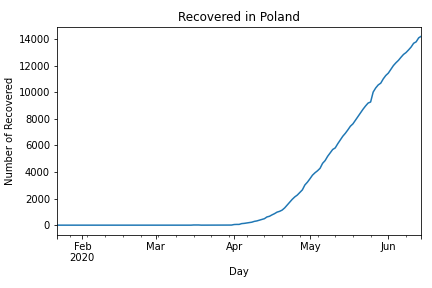 Recovered in Poland
14000
12000
10000
8000
6000
4000
2000
0
Number of Recovered
Feb
2020
Mar
Apr
May
Jun
Day